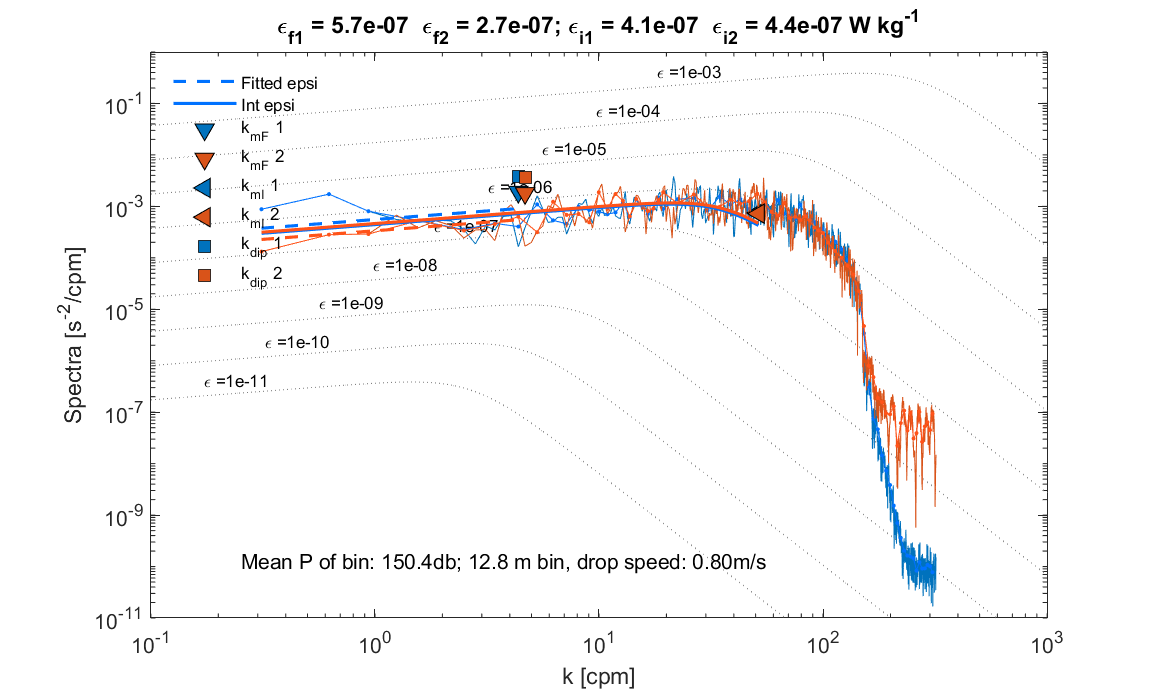 ϵf1 = 5.7e-07 ϵf2 = 2.7e-07; ϵi1 = 4.1e-07 ϵi2 = 4.4e-07 W kg-1
Fitted epsi
Int epsi
kmF 1
kmF 2
kmI 1
kmI 2
kdip 1
kdip 2
ϵ =1e-03
ϵ =1e-04
ϵ =1e-05
ϵ =1e-06
ϵ =1e-07
ϵ =1e-08
ϵ =1e-09
ϵ =1e-10
ϵ =1e-11
Mean P of bin: 150.4db; 12.8 m bin, drop speed: 0.80m/s
Spectra [s-2/cpm]
10-1
10-3
10-5
10-7
10-9
10-11
10-1
100
101
102
103
k [cpm]